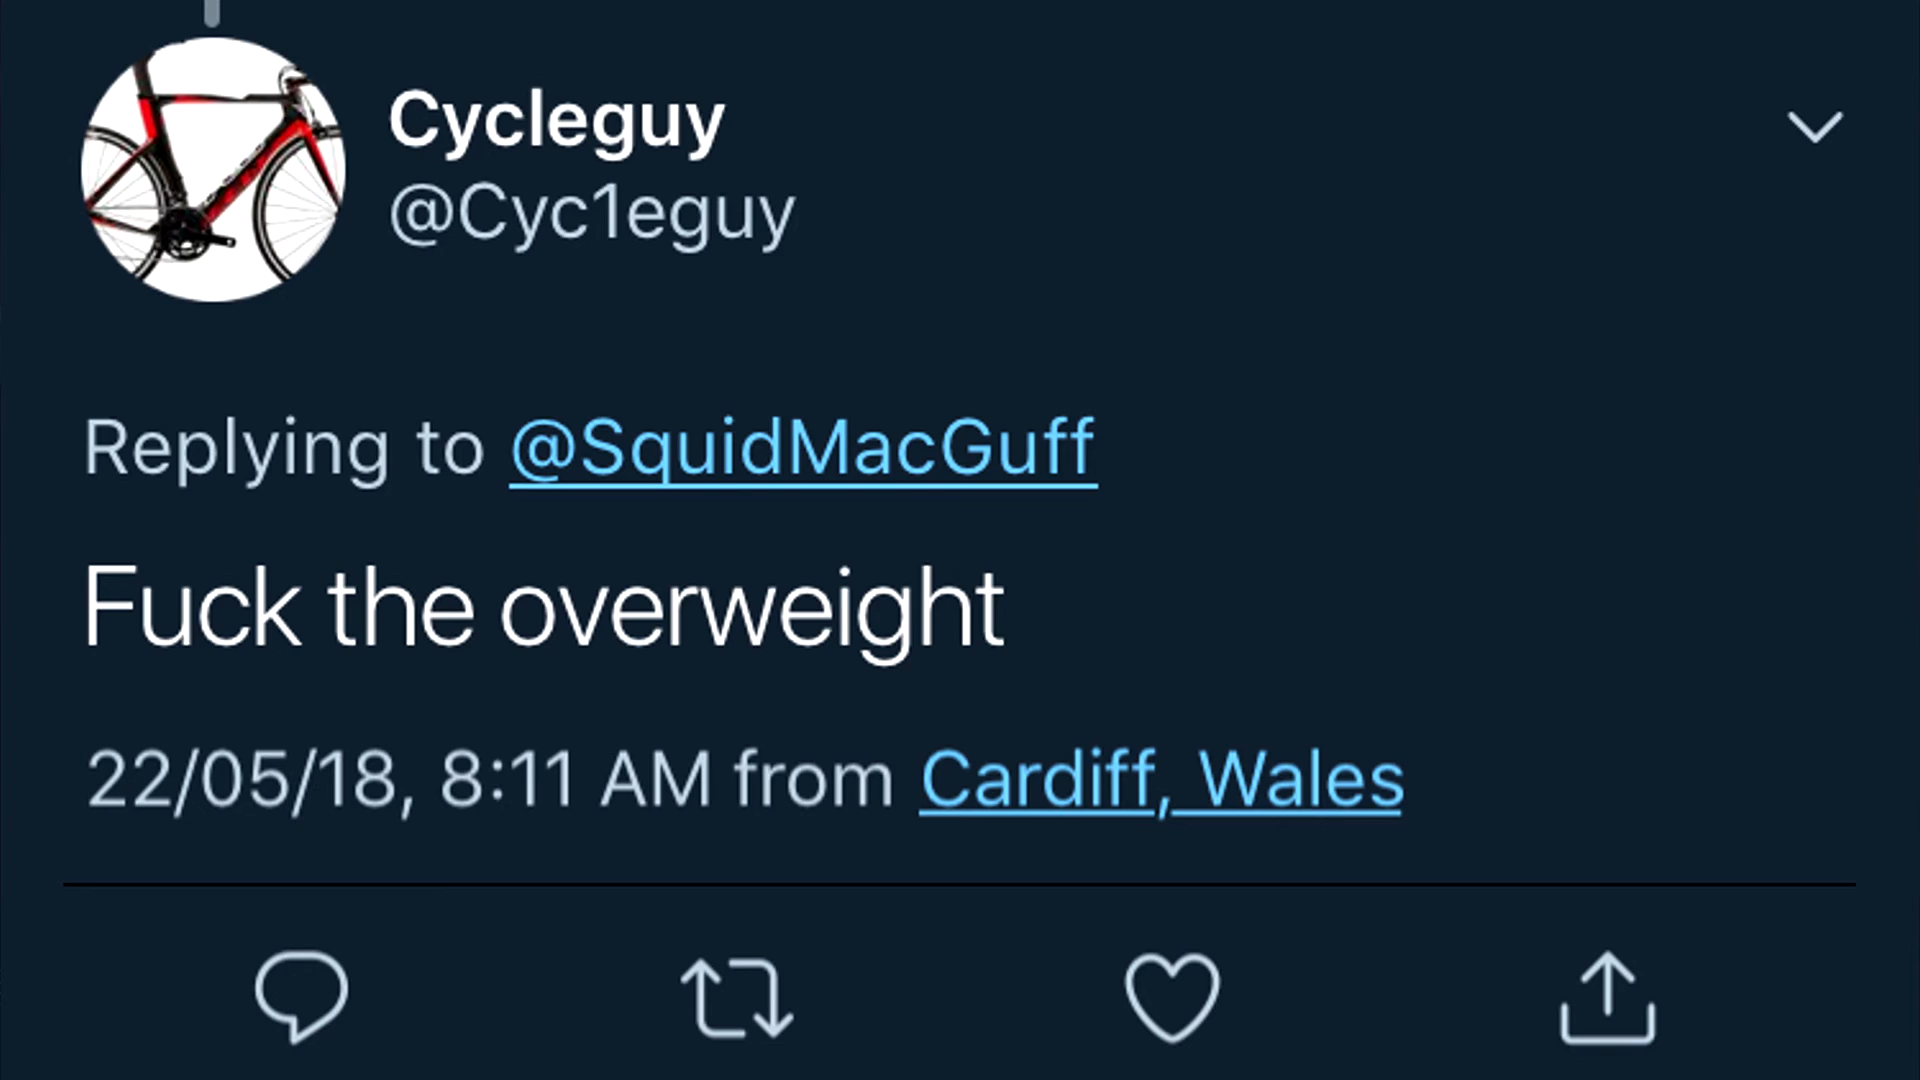 Cycleguy
@Cyc1eguy
Replying to @SquidMacGuff
Fuck the overweight
22/05/18, 8:11 AM from Cardiff, Wales